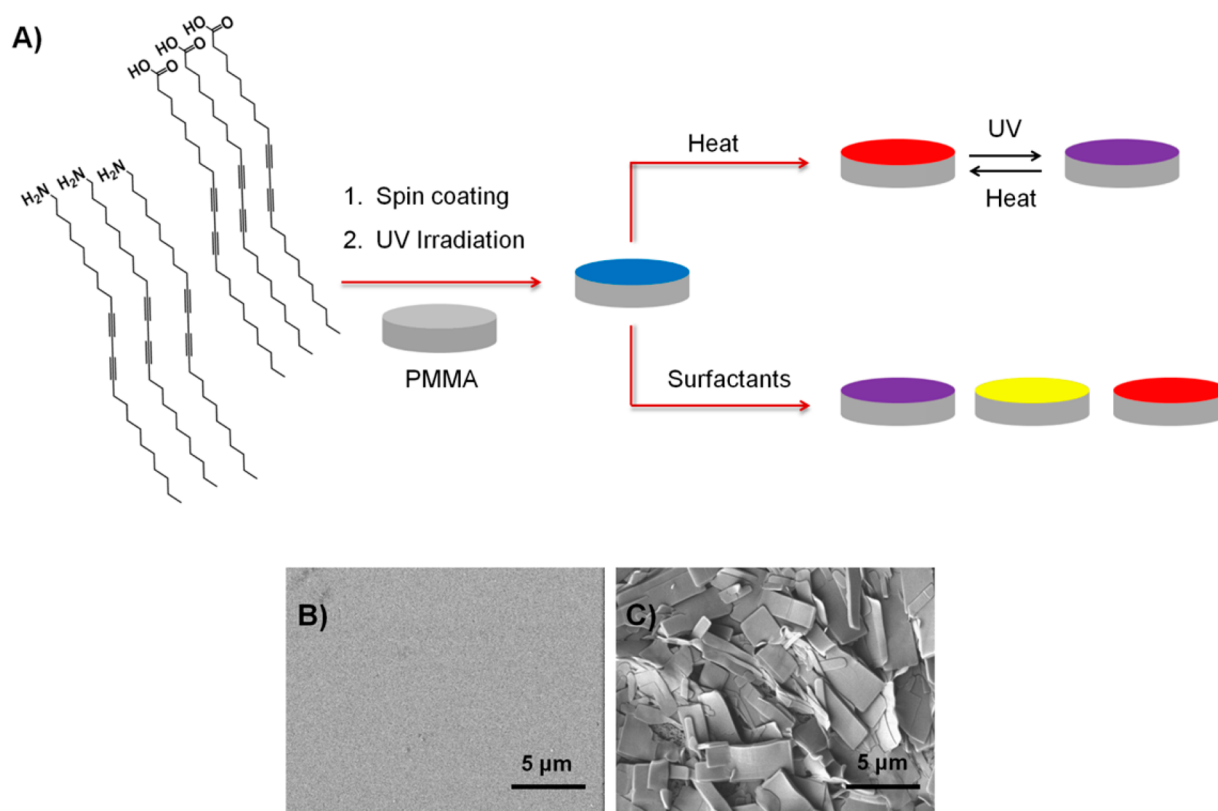 A)
HO
O
HO
O
HO
O
H₂N
H₂N
H₂N
1. Spin coating
2. UV Irradiation
PMMA
Heat
UV
Heat
Surfactants
B)
5 µm
C)
5 µm